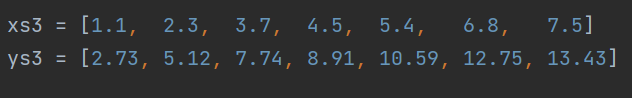 xs3 = [1.1,  2.3,  3.7,  4.5,  5.4,   6.8,   7.5]
ys3 = [2.73, 5.12, 7.74, 8.91, 10.59, 12.75, 13.43]